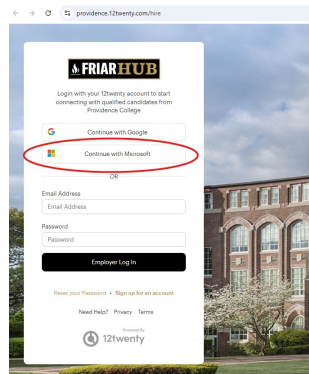 providence.12twenty.com/hire
FRIARHUB
Login with your 12twenty account to start
connecting with qualified candidates from
Providence College
Continue with Google
Continue with Microsoft
OR
Email Address
Email Address
Password
Password
Employer Log In
Reset your Password • Sign up for an account
Need Help? Privacy Terms
Powered By
12twenty